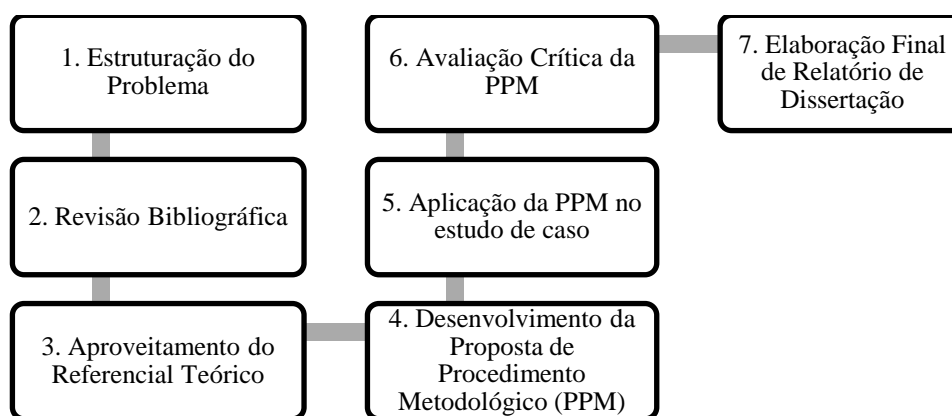 1. Estruturação do
Problema
2. Revisão Bibliográfica
3. Aproveitamento do
Referencial Teórico
4. Desenvolvimento da
Proposta de
Procedimento
Metodológico (PPM)
5. Aplicação da PPM no
estudo de caso
6. Avaliação Crítica da
PPM
7. Elaboração Final
de Relatório de
Dissertação